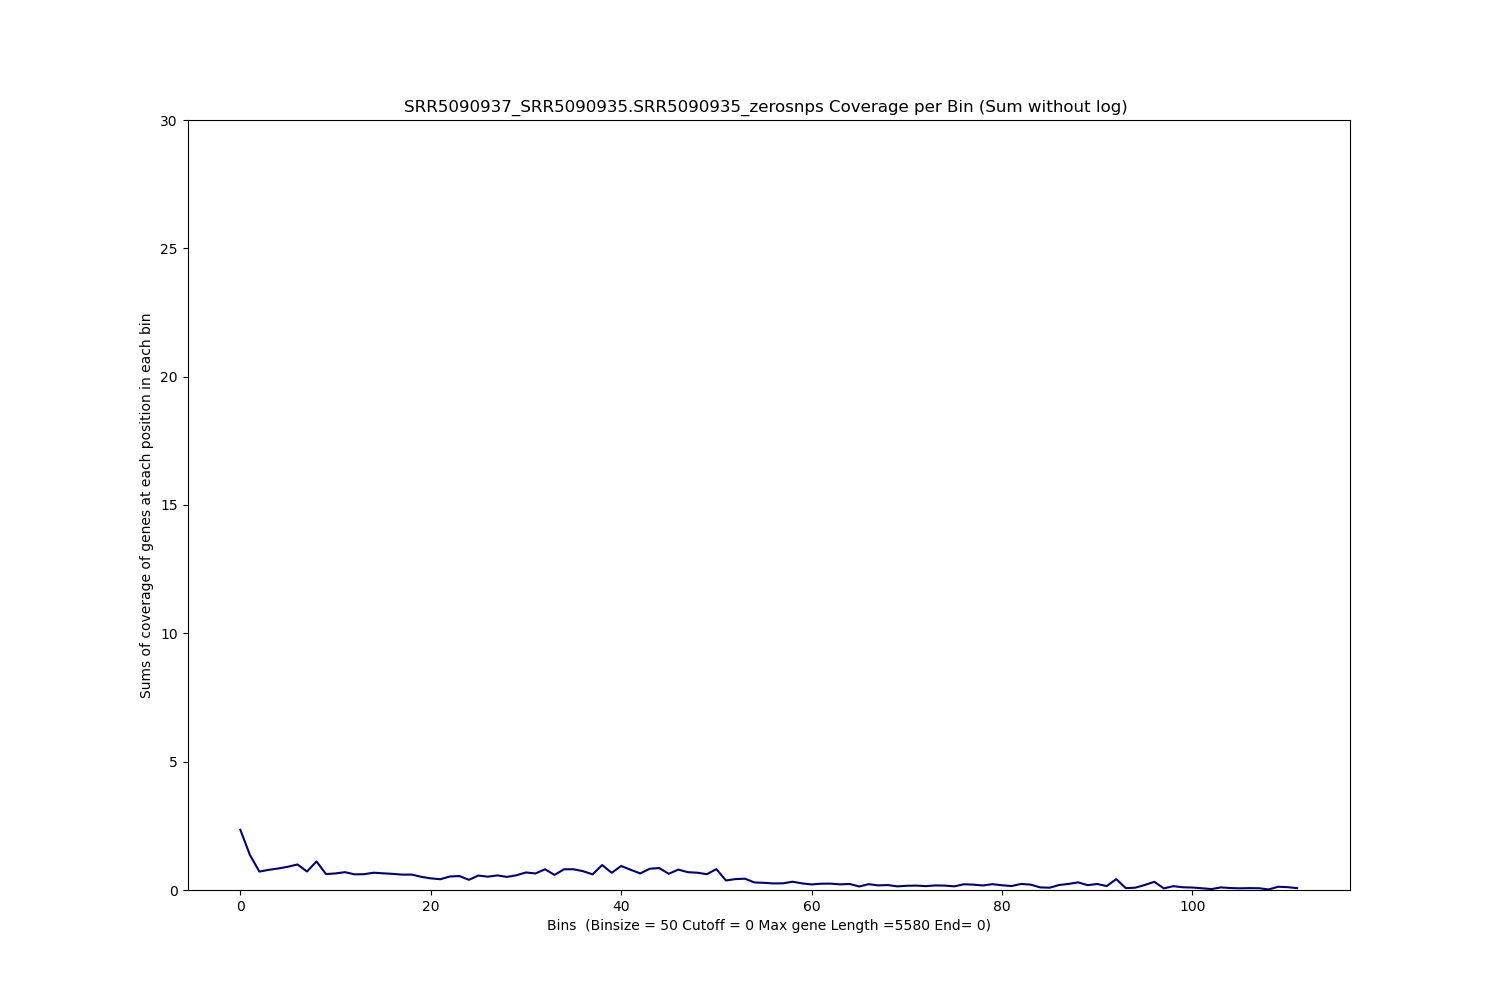 SRR5090937_SRR5090935.SRR5090935_zerosnps Coverage per Bin (Sum without log)
30
25
20
15
10
5
0
Sums of coverage of genes at each position in each bin
0 20 40 60 80 100
Bins  (Binsize = 50 Cutoff = 0 Max gene Length =5580 End= 0)